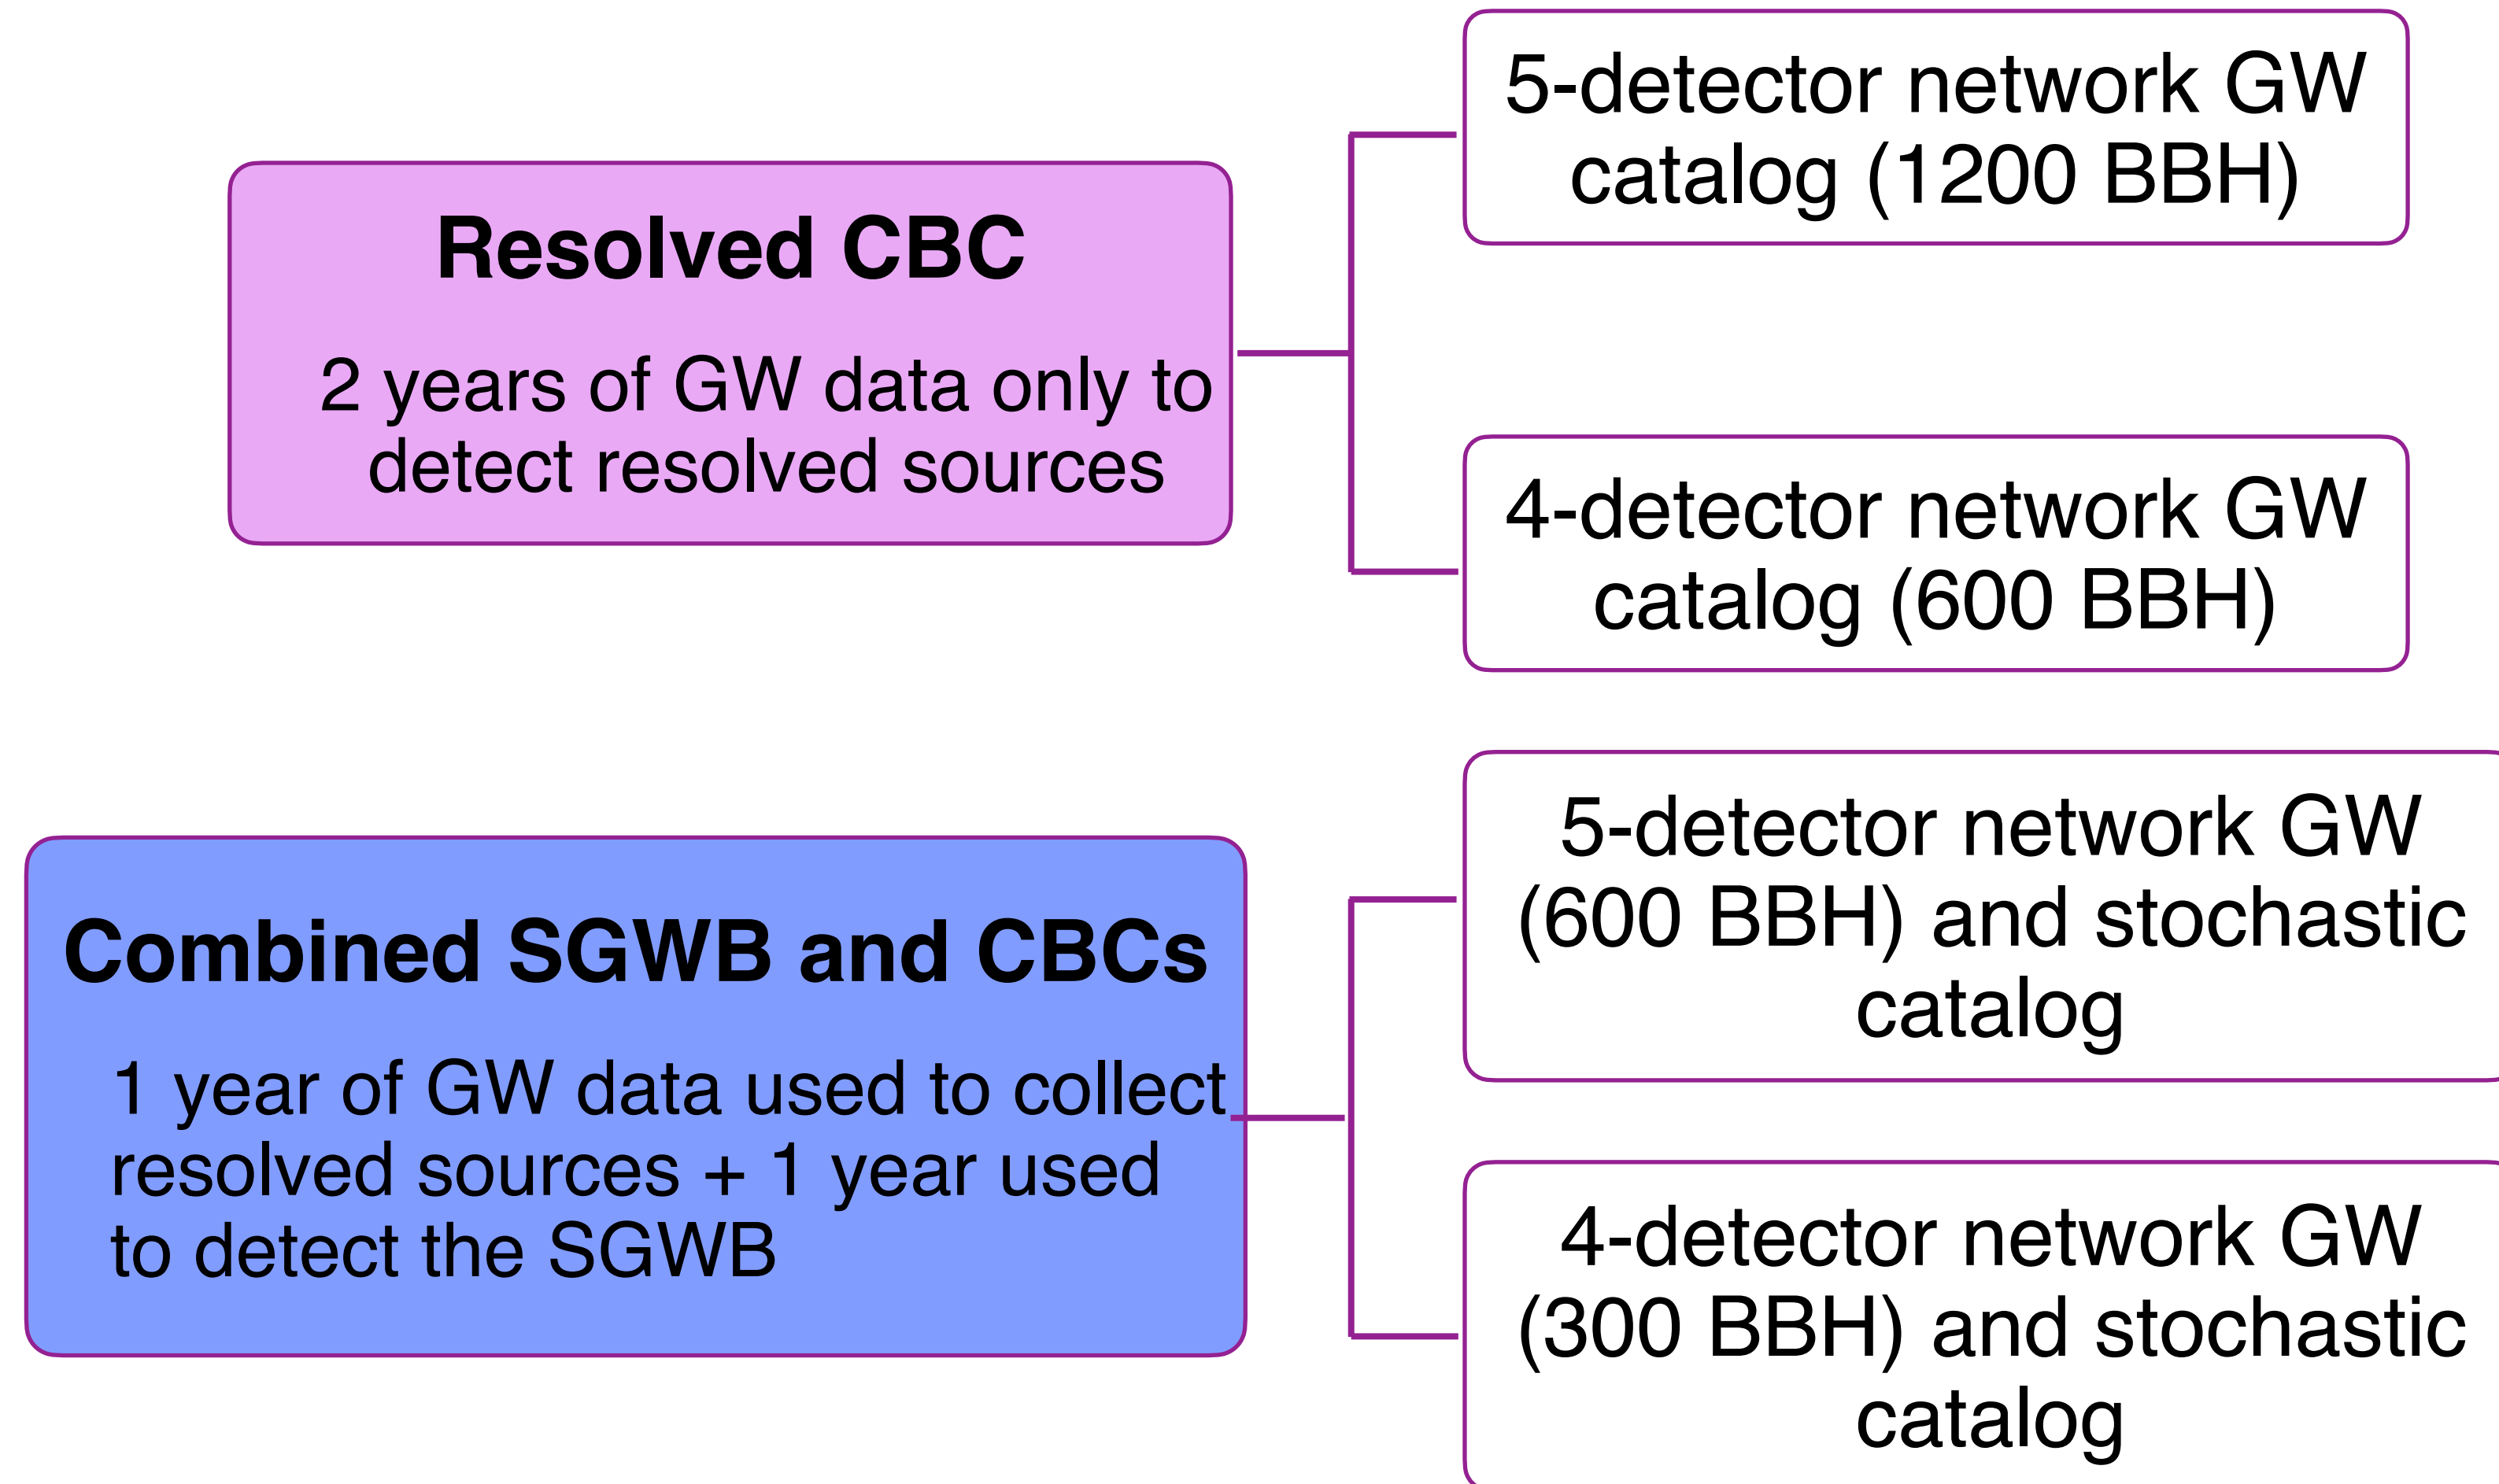 Resolved CBC
2 years of GW data only to
detect resolved sources
5-detector network GW
catalog (1200 BBH)
4-detector network GW
catalog (600 BBH)
Combined SGWB and CBCs
1 year of GW data used to collect
resolved sources + 1 year used
to detect the SGWB
5-detector network GW
(600 BBH) and stochastic
catalog
4-detector network GW
(300 BBH) and stochastic
catalog